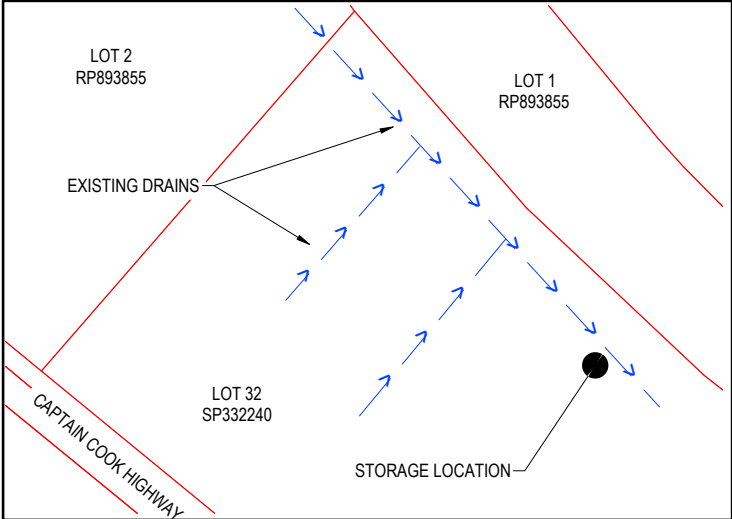 LOT 2
RP893855
LOT 1
RP893855
EXISTING DRAINS
LOT 32
SP332240
CAPTAIN COOK HIGHWAY
STORAGE LOCATION